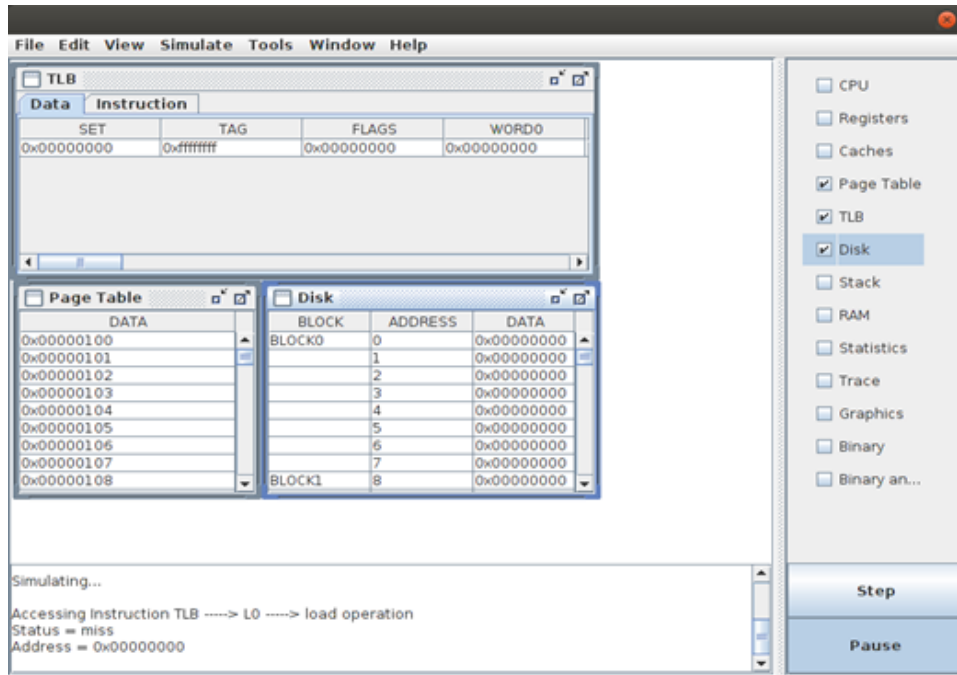 File Edit View Simulate Tools Window Help
TLB
Data Instruction
SET TAG FLAGS WORD0
0x00000000 0xffffffff 0x00000000 0x00000000
Page Table
DATA
0x00000100
0x00000101
0x00000102
0x00000103
0x00000104
0x00000105
0x00000106
0x00000107
0x00000108
Disk
BLOCK ADDRESS DATA
BLOCK0 0 0x00000000
1 0x00000000
2 0x00000000
3 0x00000000
4 0x00000000
5 0x00000000
6 0x00000000
7 0x00000000
BLOCK1 8 0x00000000
CPU
Registers
Caches
Page Table
TLB
Disk
Stack
RAM
Statistics
Trace
Graphics
Binary
Binary an...
Simulating...
Accessing Instruction TLB -----> L0 -----> load operation
Status = miss
Address = 0x00000000
Step
Pause